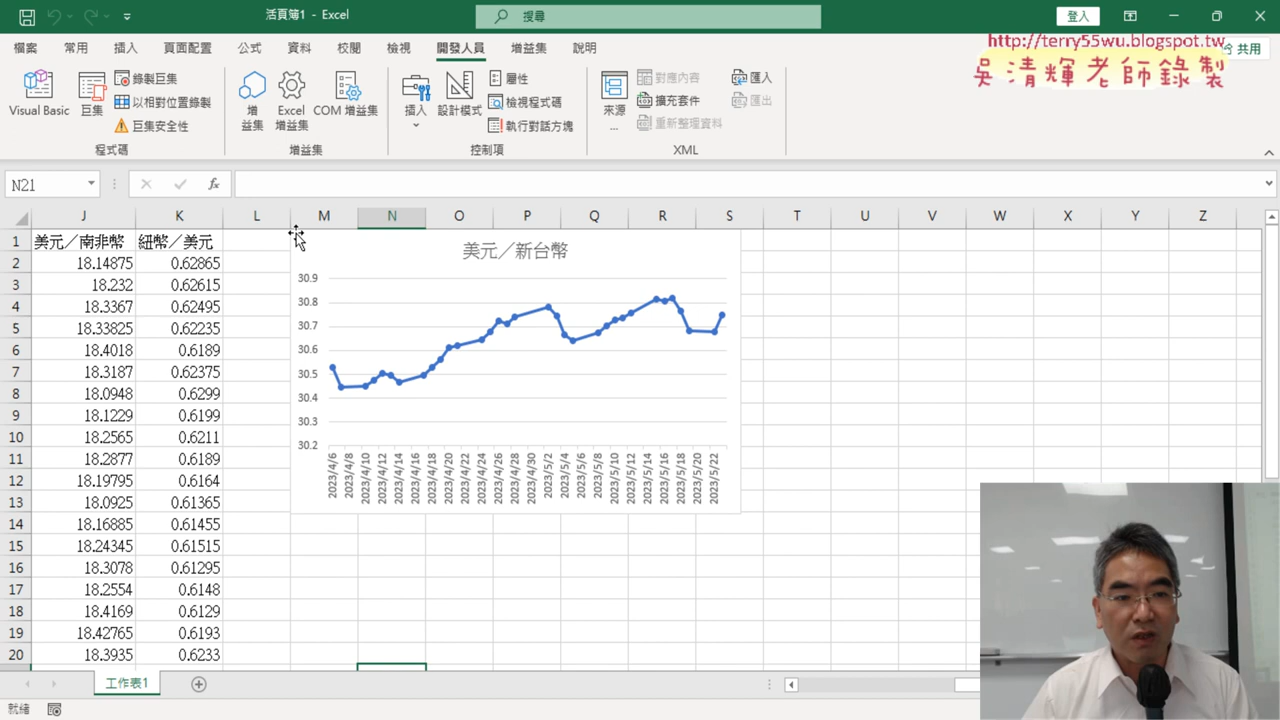 活頁簿1 - Excel
搜尋
登入
檔案 常用 插入 頁面配置 公式 資料 校閱 檢視 開發人員 增益集 說明
共用
http://terry55wu.blogspot.tw
吳清輝老師錄製
Visual Basic
巨集
錄製巨集
以相對位置錄製
巨集安全性
程式碼
增益集
Excel 增益集
COM 增益集
增益集
插入
設計模式
屬性
檢視程式碼
執行對話方塊
控制項
來源
...
對應內容
擴充套件
重新整理資料
匯入
匯出
XML
N21
fx
J K L M N O P Q R S T U V W X Y Z
1 美元／南非幣 紐幣／美元
2 18.14875 0.62865
3 18.232 0.62615
4 18.3367 0.62495
5 18.33825 0.62235
6 18.4018 0.6189
7 18.3187 0.62375
8 18.0948 0.6299
9 18.1229 0.6199
10 18.2565 0.6211
11 18.2877 0.6189
12 18.19795 0.6164
13 18.0925 0.61365
14 18.16885 0.61455
15 18.24345 0.61515
16 18.3078 0.61295
17 18.2554 0.6148
18 18.4169 0.6129
19 18.42765 0.6193
20 18.3935 0.6233
美元／新台幣
30.9
30.8
30.7
30.6
30.5
30.4
30.3
30.2
2023/4/6
2023/4/8
2023/4/10
2023/4/12
2023/4/14
2023/4/16
2023/4/18
2023/4/20
2023/4/22
2023/4/24
2023/4/26
2023/4/28
2023/4/30
2023/5/2
2023/5/4
2023/5/6
2023/5/8
2023/5/10
2023/5/12
2023/5/14
2023/5/16
2023/5/18
2023/5/20
2023/5/22
工作表1
就緒